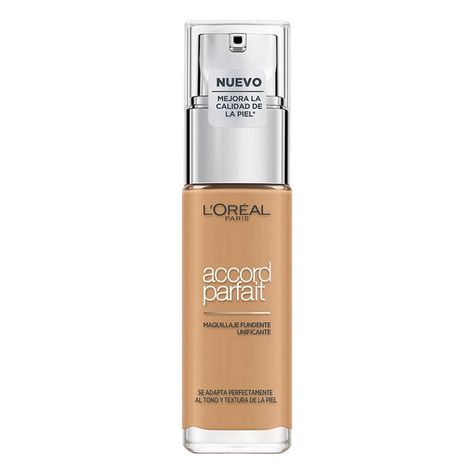 NUEVO
MEJORA LA
CALIDAD DE
LA PIEL*
L'ORÉAL
PARIS
accord
parfait
MAQUILLAJE FUNDENTE
UNIFICANTE
SE ADAPTA PERFECTAMENTE
AL TONO Y TEXTURA DE LA PIEL